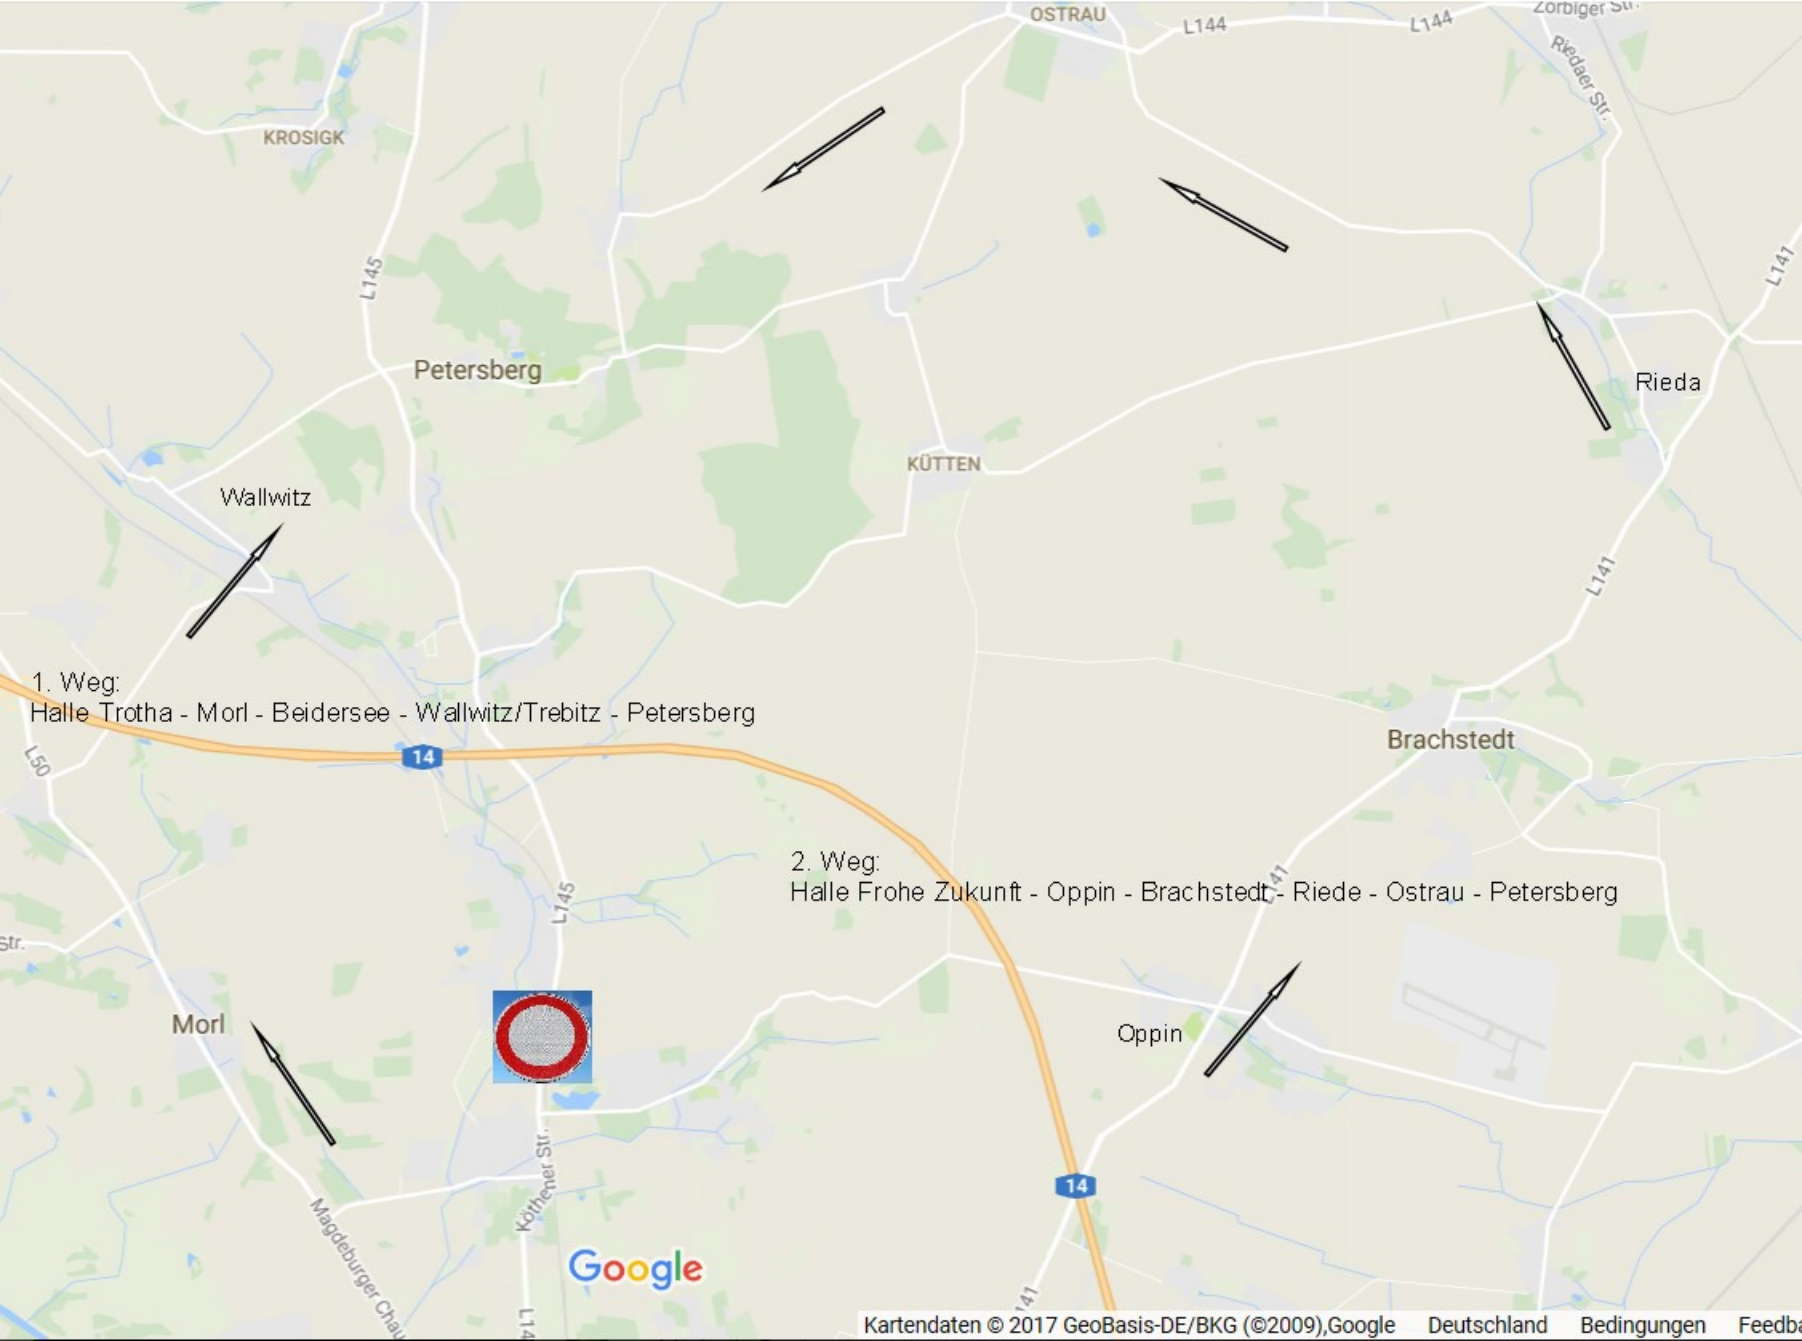 OSTRAU
L144
L144
Zörbiger Str.
Riedaer Str.
KROSIGK
L145
L141
Petersberg
Rieda
KÜTTEN
Wallwitz
L141
1. Weg:
Halle Trotha - Morl - Beidersee - Wallwitz/Trebitz - Petersberg
L50
14
Brachstedt
2. Weg:
Halle Frohe Zukunft - Oppin - Brachstedt - Riede - Ostrau - Petersberg
L141
L145
Str.
Morl
Oppin
14
Köthener Str.
Magdeburger Chau
Google
L14
41
Kartendaten © 2017 GeoBasis-DE/BKG (©2009),Google Deutschland Bedingungen Feedba